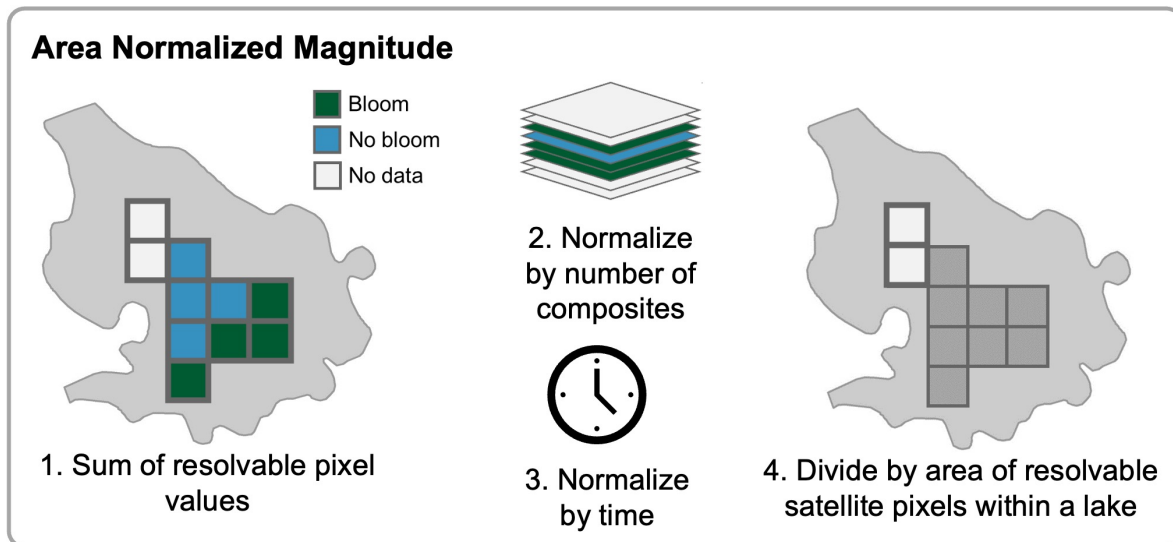 Area Normalized Magnitude
Bloom
No bloom
No data
1. Sum of resolvable pixel
values
2. Normalize
by number of
composites
3. Normalize
by time
4. Divide by area of resolvable
satellite pixels within a lake